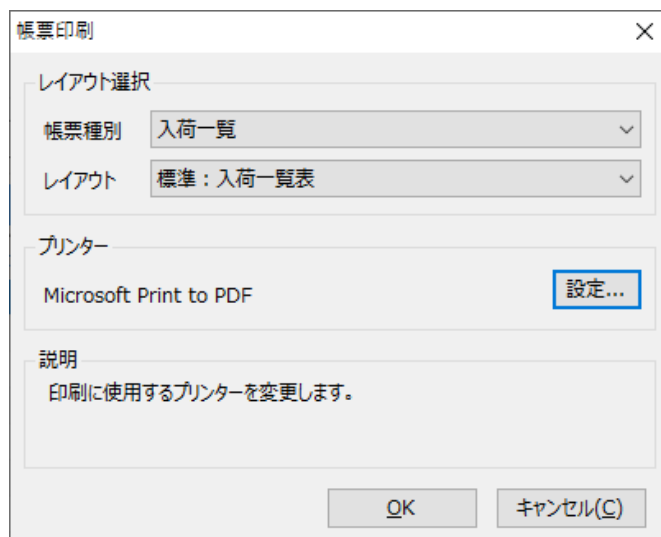 帳票印刷
レイアウト選択
帳票種別 入荷一覧
レイアウト 標準：入荷一覧表
プリンター
Microsoft Print to PDF 設定...
説明
印刷に使用するプリンターを変更します。
OK キャンセル(C)